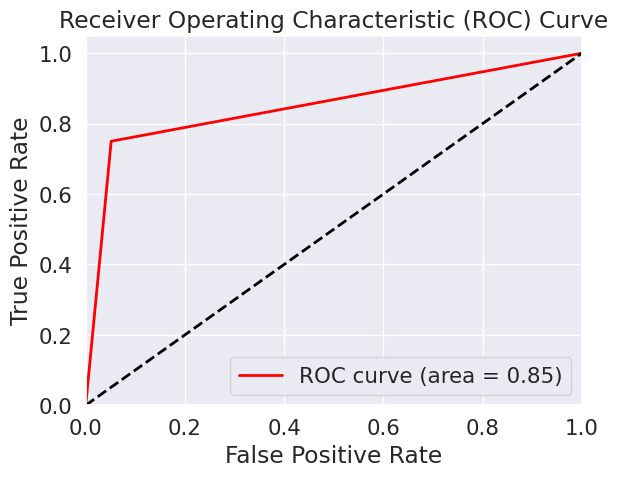 Receiver Operating Characteristic (ROC) Curve
1.0
0.8
0.6
0.4
0.2
0.0
True Positive Rate
ROC curve (area = 0.85)
0.0 0.2 0.4 0.6 0.8 1.0
False Positive Rate